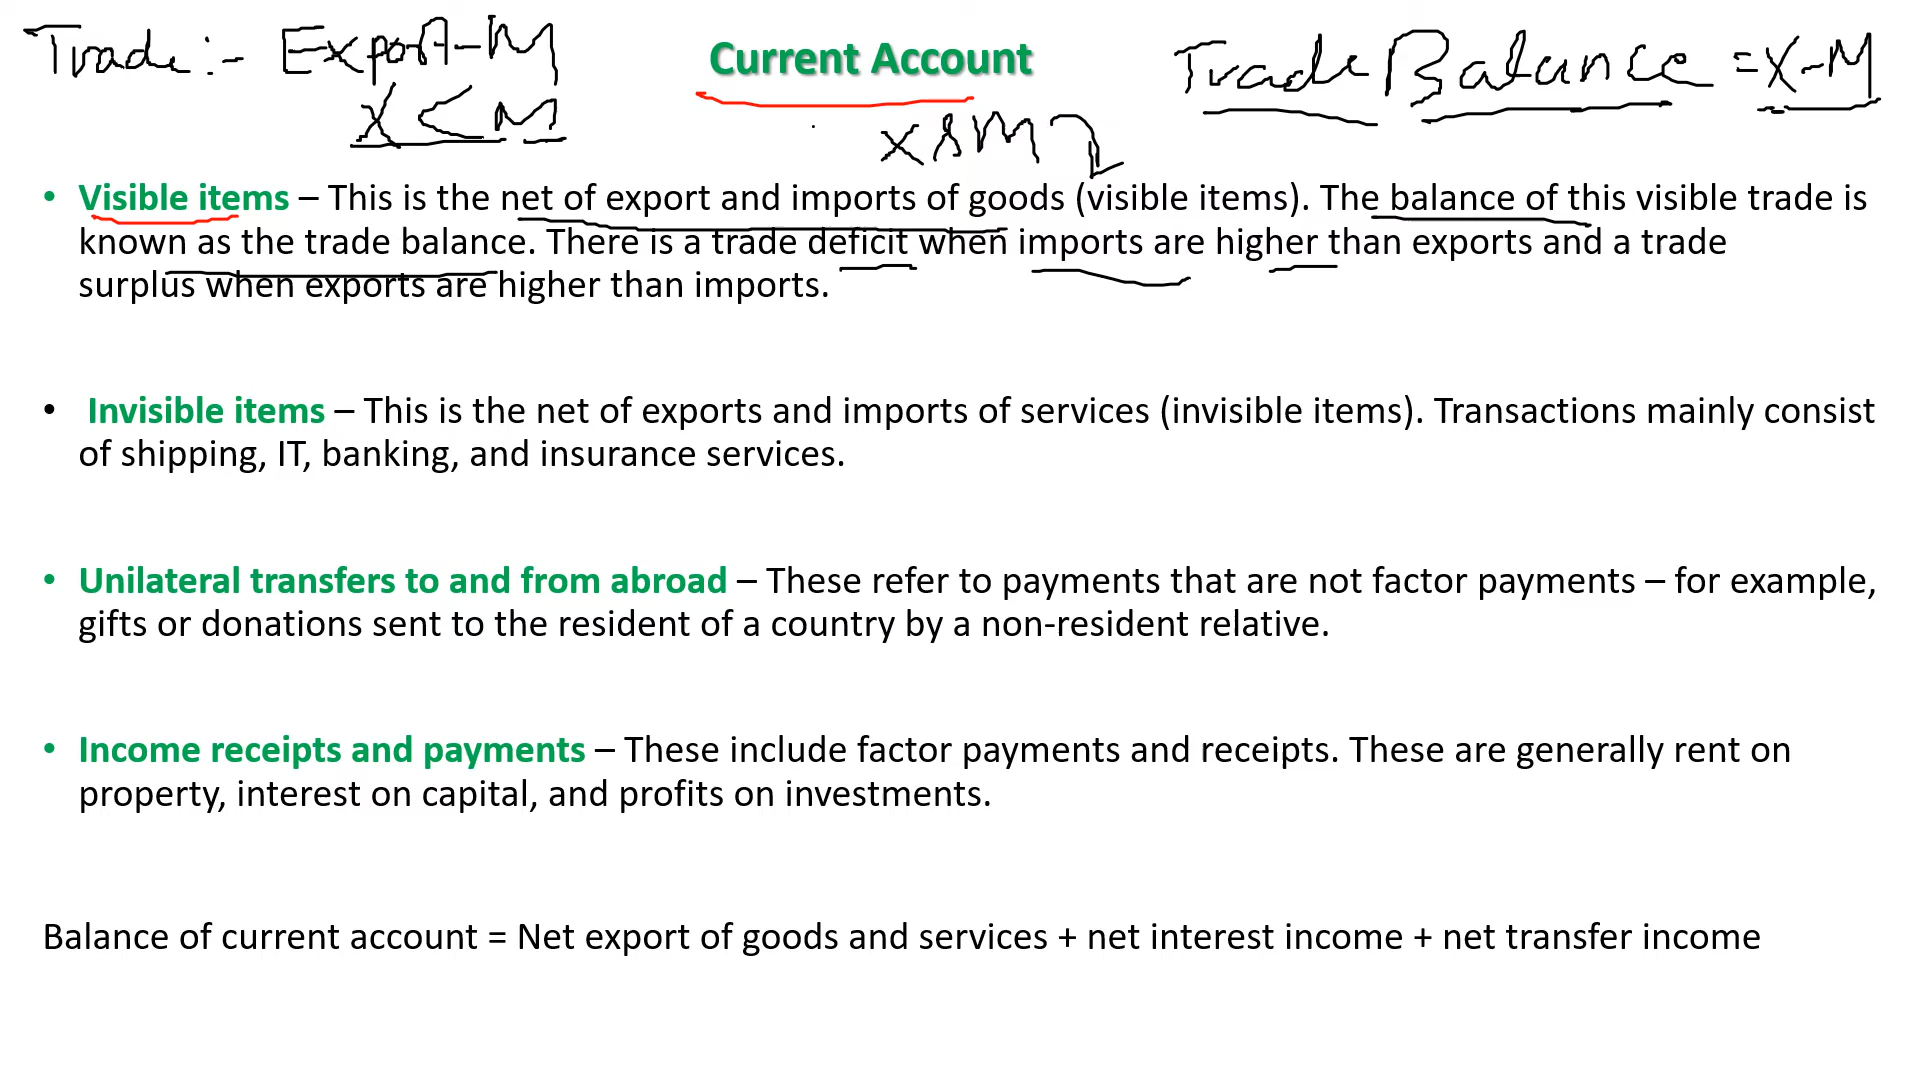 Trade :- Export-M
X < M
Current Account
Trade Balance = X-M
X & M
• Visible items – This is the net of export and imports of goods (visible items). The balance of this visible trade is
known as the trade balance. There is a trade deficit when imports are higher than exports and a trade
surplus when exports are higher than imports.
• Invisible items – This is the net of exports and imports of services (invisible items). Transactions mainly consist
of shipping, IT, banking, and insurance services.
• Unilateral transfers to and from abroad – These refer to payments that are not factor payments – for example,
gifts or donations sent to the resident of a country by a non-resident relative.
• Income receipts and payments – These include factor payments and receipts. These are generally rent on
property, interest on capital, and profits on investments.
Balance of current account = Net export of goods and services + net interest income + net transfer income